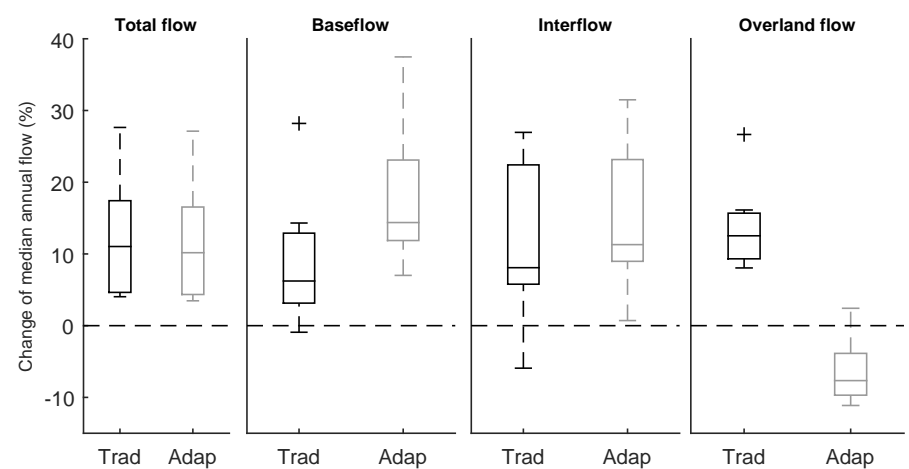 Total flow Baseflow Interflow Overland flow
Change of median annual flow (%)
40
30
20
10
0
-10
Trad Adap Trad Adap Trad Adap Trad Adap